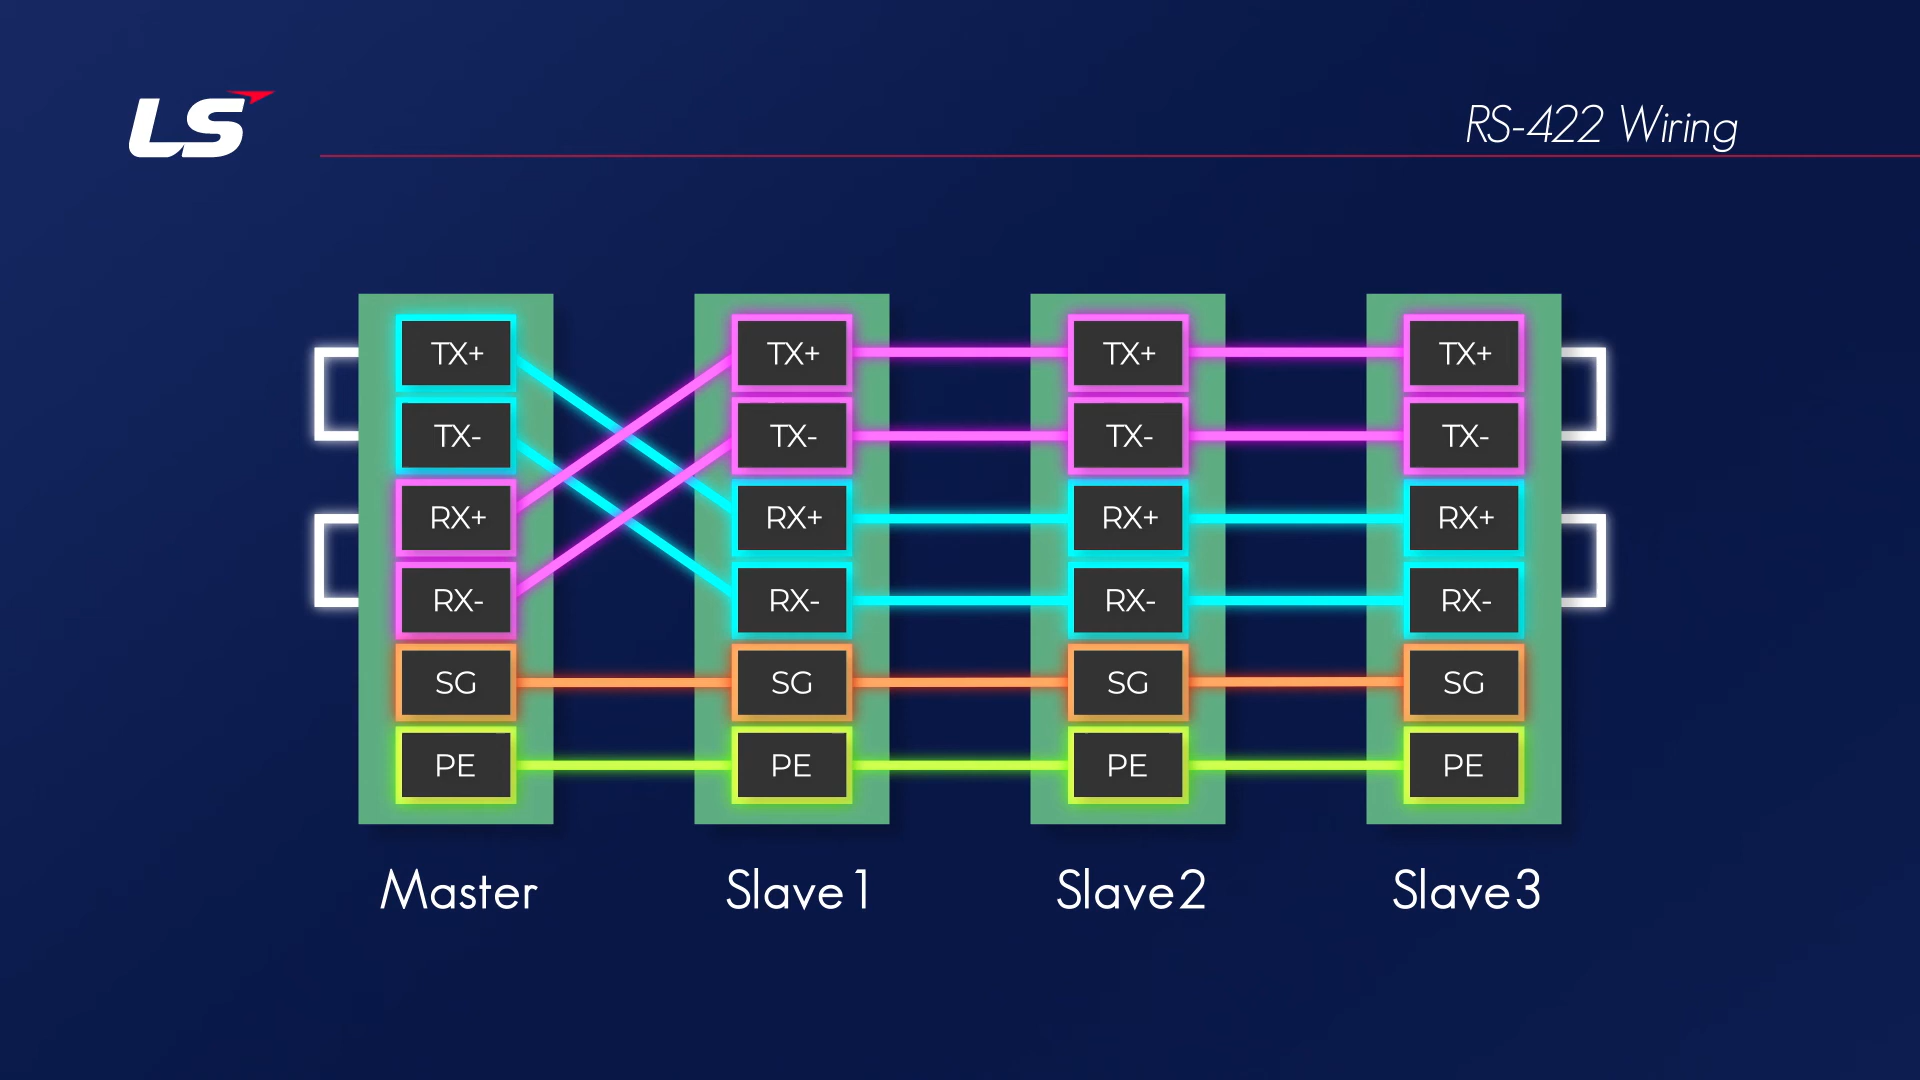 LS
RS-422 Wiring
TX+ TX+ TX+ TX+
TX- TX- TX- TX-
RX+ RX+ RX+ RX+
RX- RX- RX- RX-
SG SG SG SG
PE PE PE PE
Master Slave1 Slave2 Slave3